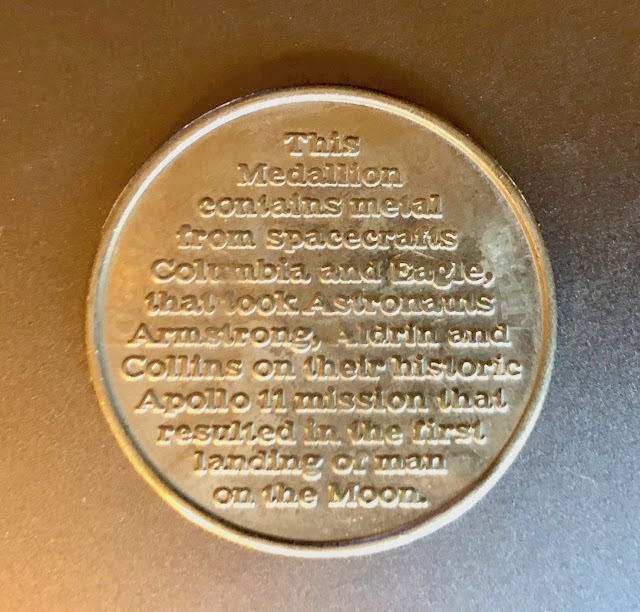 This
Medallion
contains metal
from spacecrafts
Columbia and Eagle,
that took Astronauts
Armstrong, Aldrin and
Collins on their historic
Apollo 11 mission that
resulted in the first
landing of man
on the Moon.